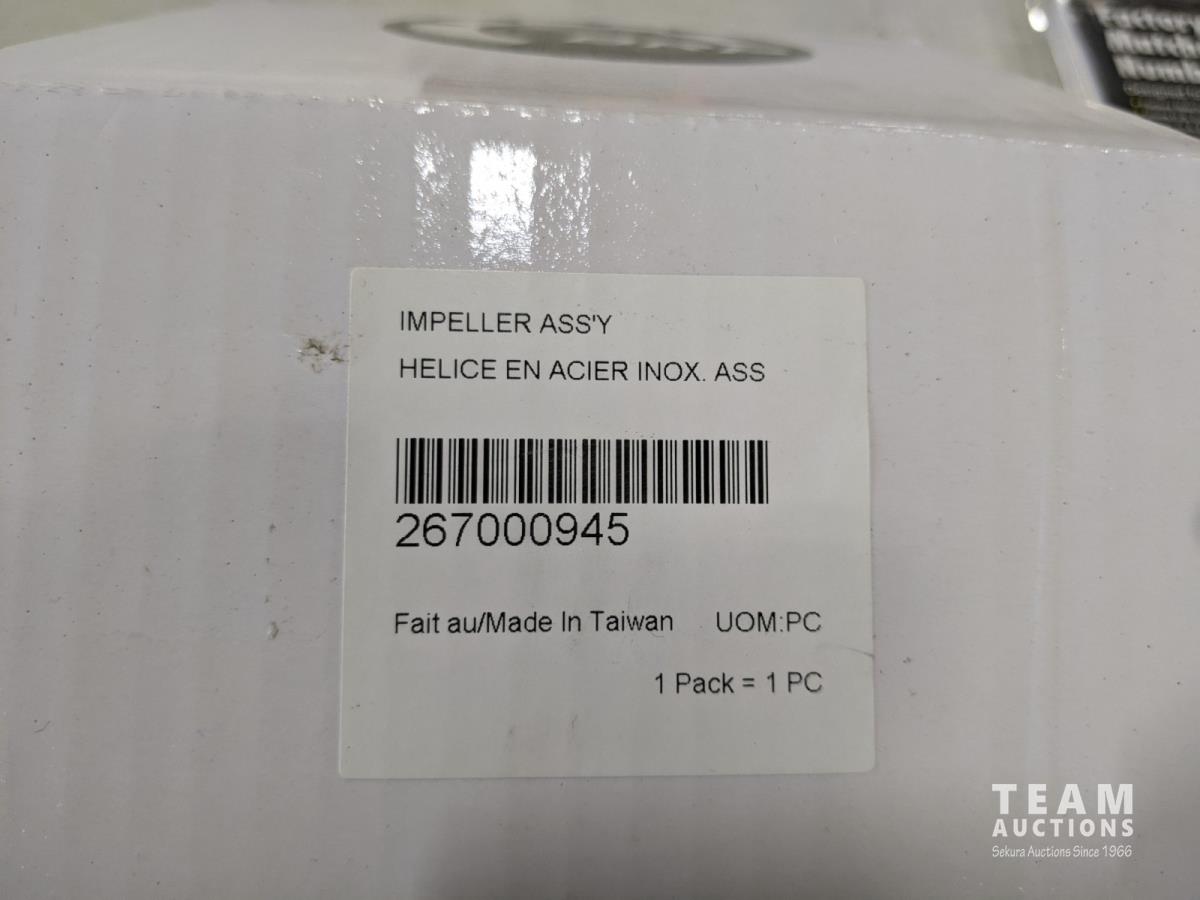 Factory
IMPELLER ASS'Y
HELICE EN ACIER INOX. ASS
267000945
Fait au/Made In Taiwan UOM:PC
1 Pack = 1 PC
TEAM
AUCTIONS
Sekura Auctions Since 1966